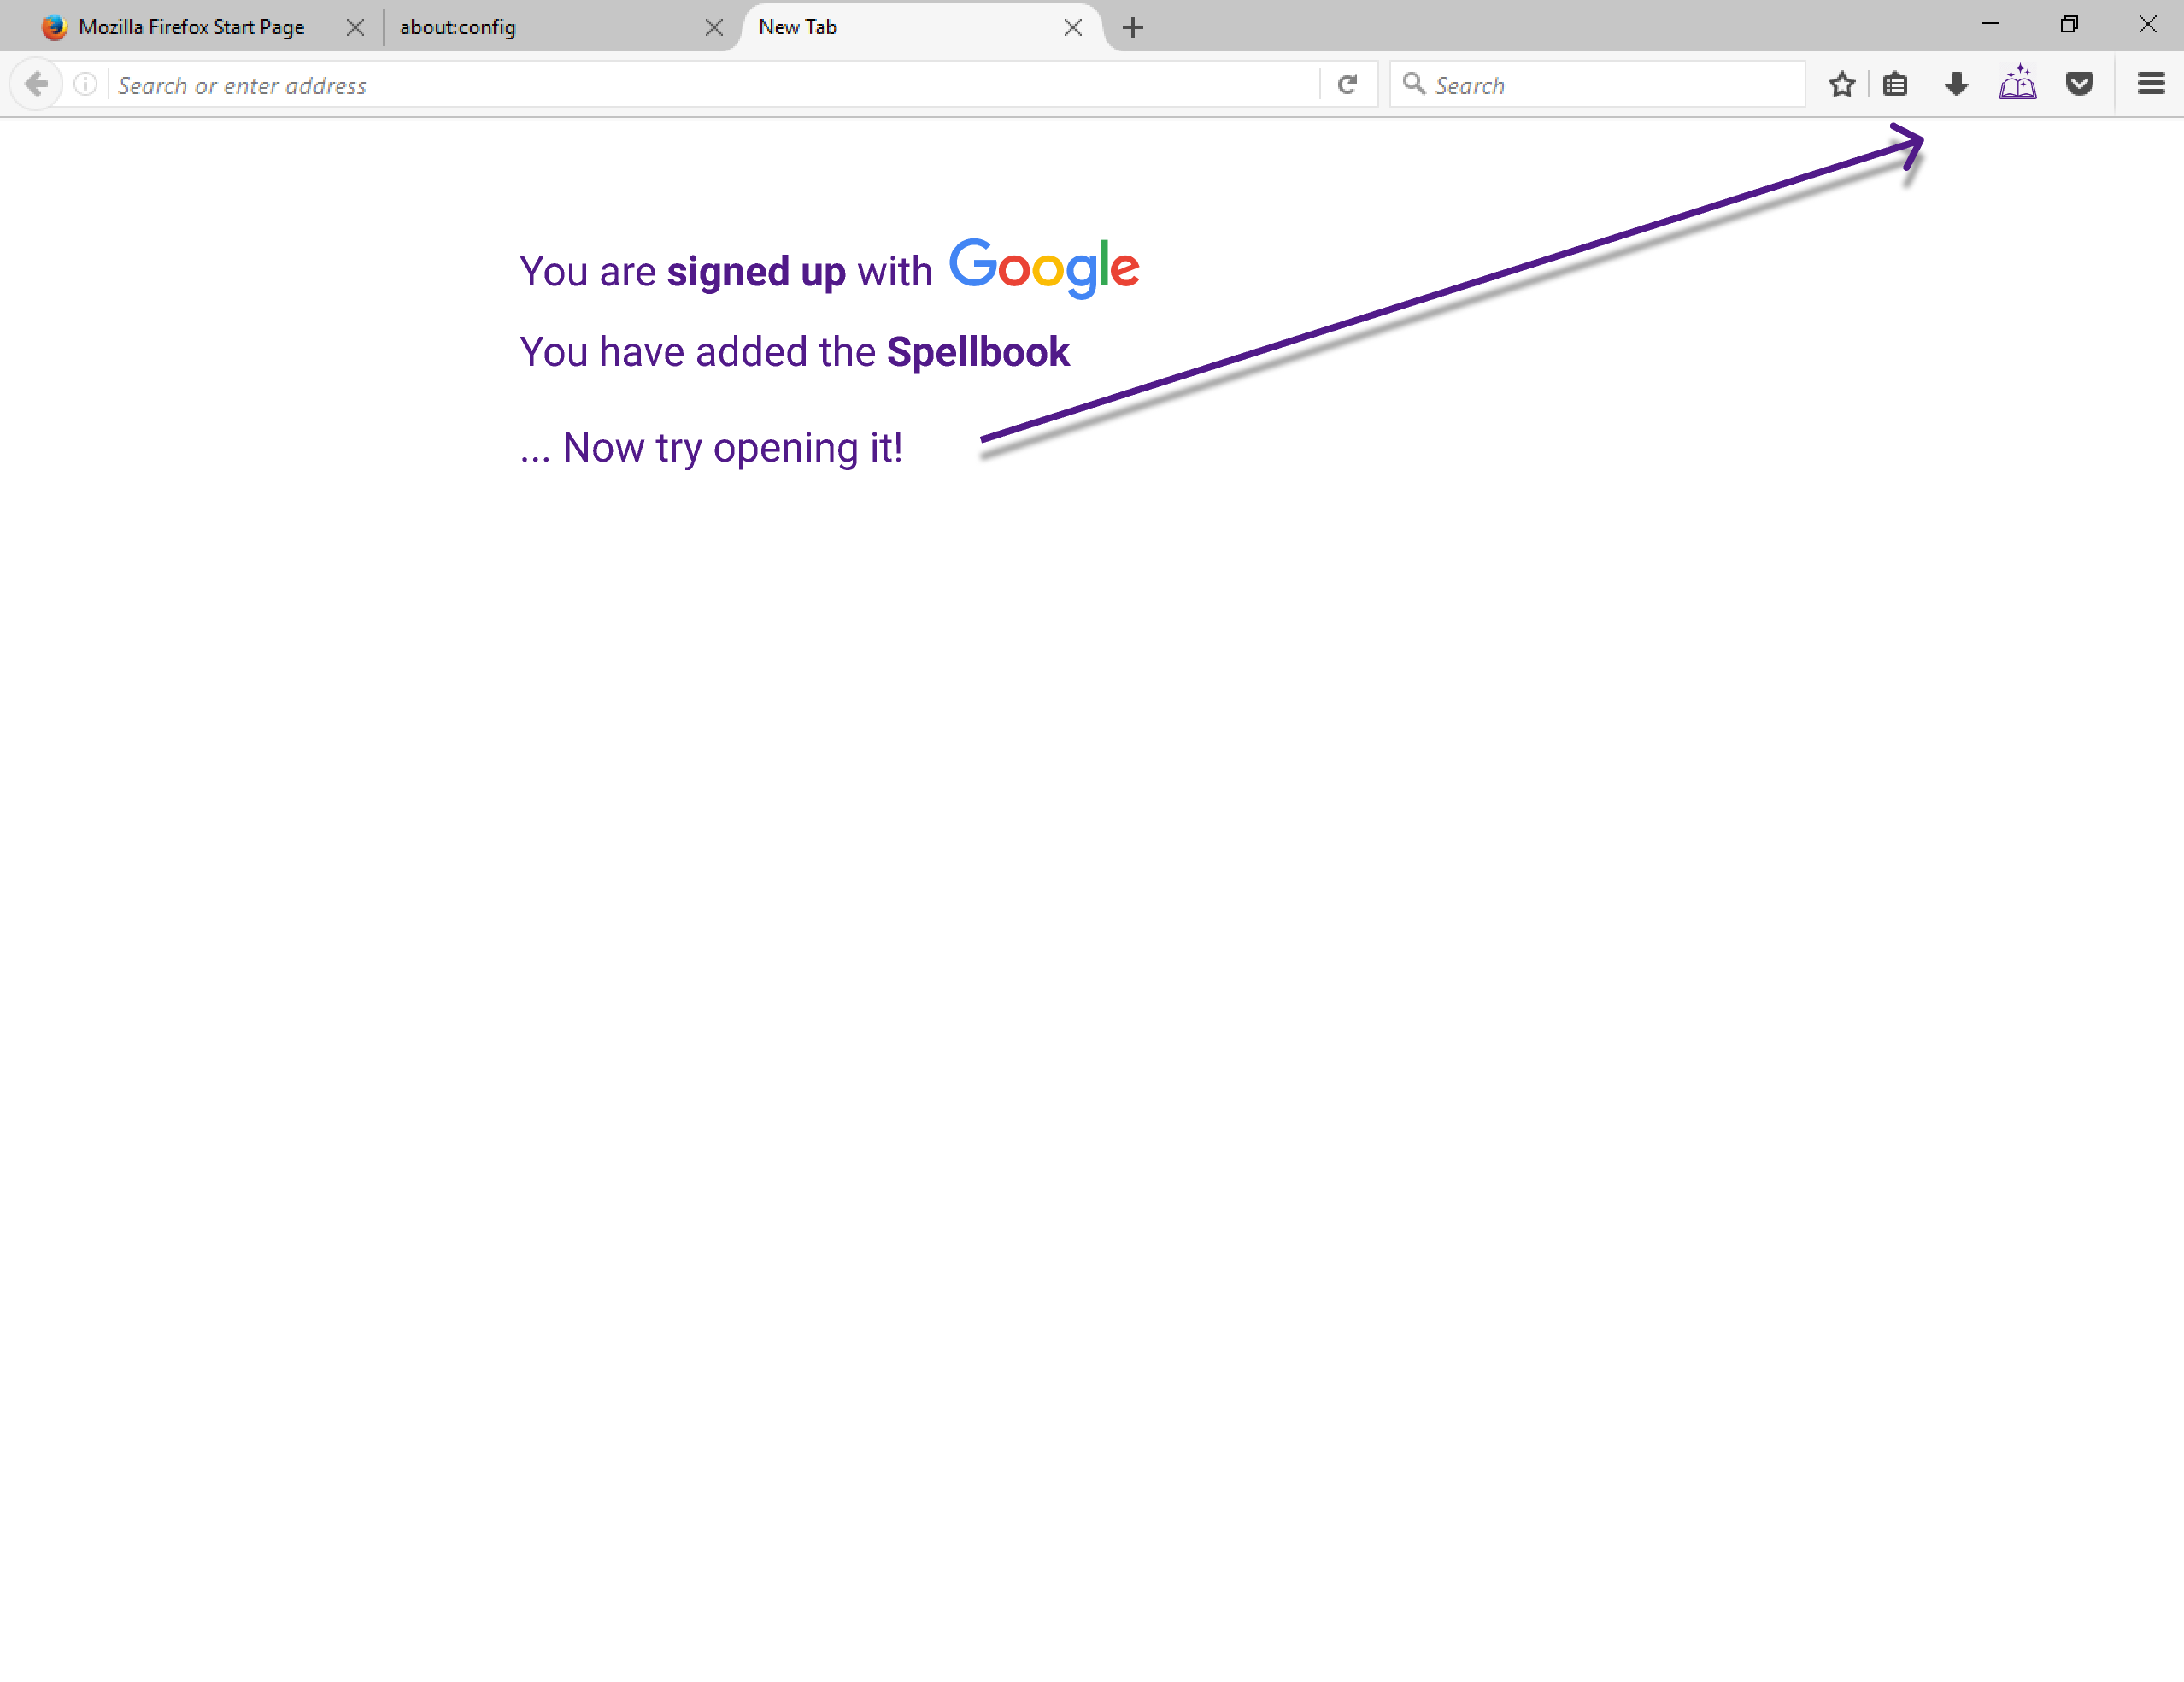 Mozilla Firefox Start Page
about:config
New Tab
Search or enter address
Search
You are signed up with Google
You have added the Spellbook
... Now try opening it!